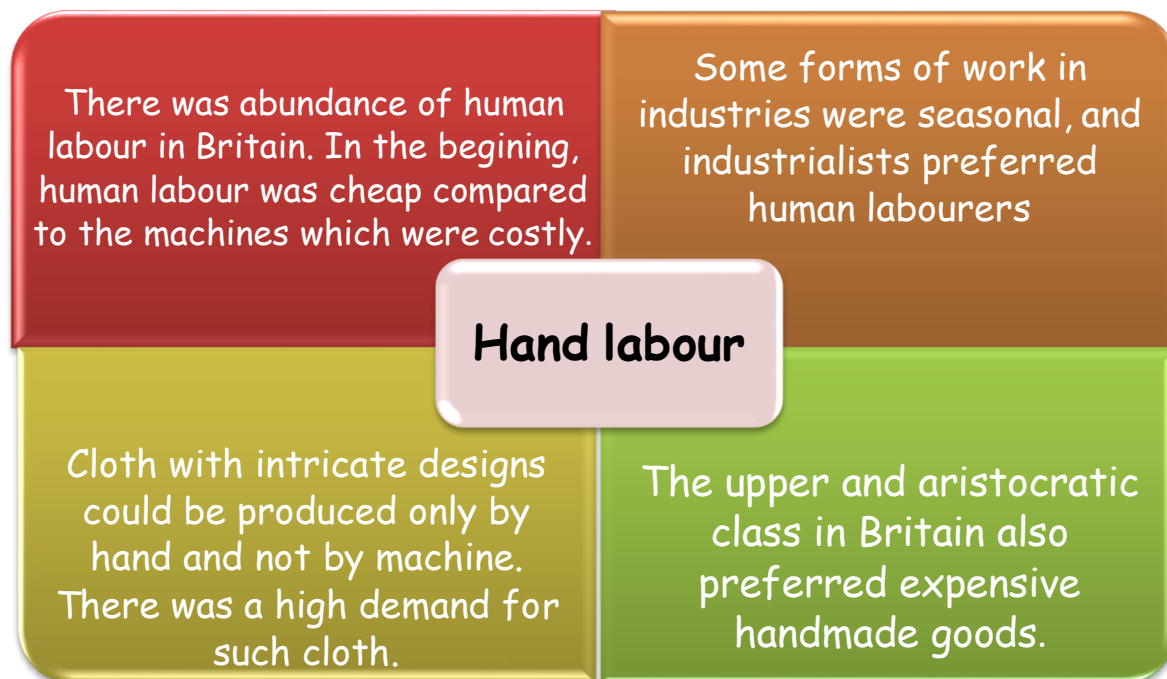 There was abundance of human
labour in Britain. In the begining,
human labour was cheap compared
to the machines which were costly.
Some forms of work in
industries were seasonal, and
industrialists preferred
human labourers
Hand labour
Cloth with intricate designs
could be produced only by
hand and not by machine.
There was a high demand for
such cloth.
The upper and aristocratic
class in Britain also
preferred expensive
handmade goods.